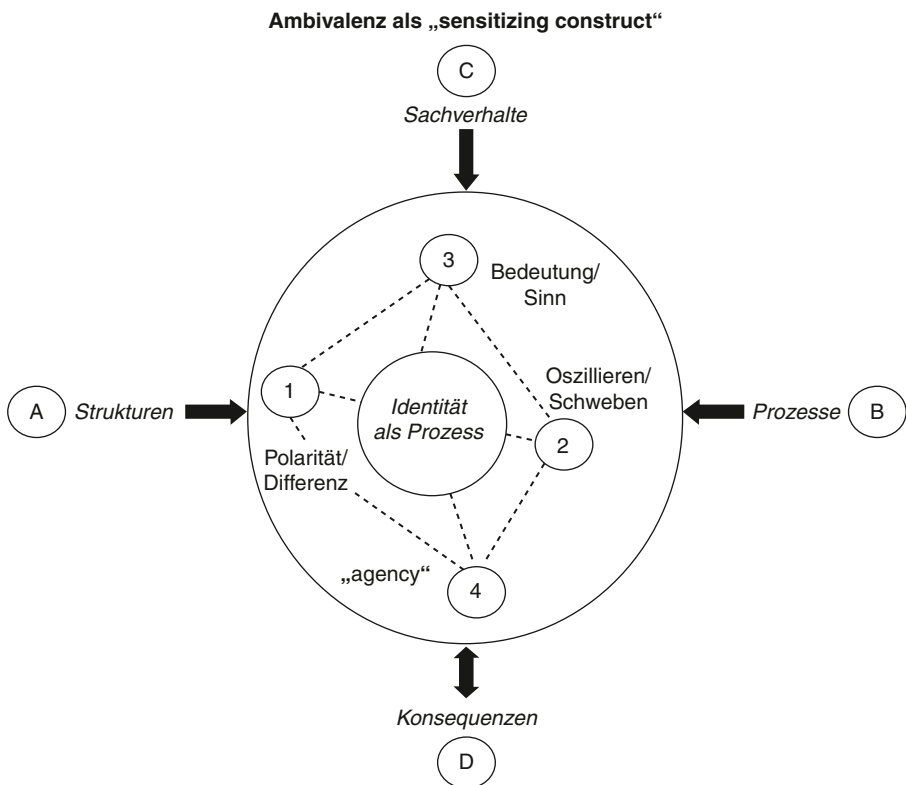 Ambivalenz als „sensitizing construct“
C
Sachverhalte
3
Bedeutung/
Sinn
1
Oszillieren/
Schweben
A
Strukturen
Identität
als Prozess
Prozesse
B
2
Polarität/
Differenz
„agency“
4
Konsequenzen
D